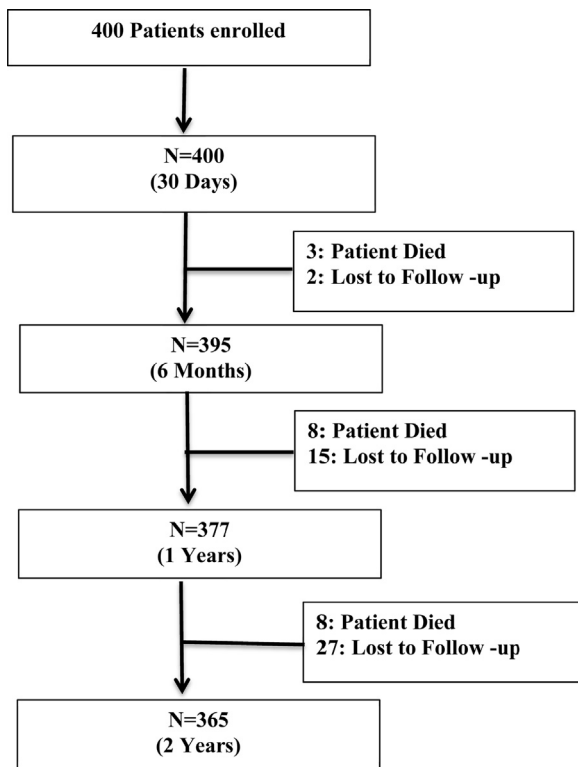 400 Patients enrolled
N=400
(30 Days)
3: Patient Died
2: Lost to Follow -up
N=395
(6 Months)
8: Patient Died
15: Lost to Follow -up
N=377
(1 Years)
8: Patient Died
27: Lost to Follow -up
N=365
(2 Years)